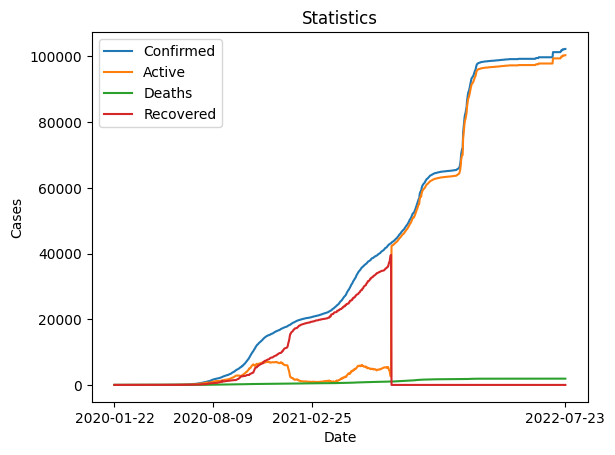 Statistics
Confirmed
Active
Deaths
Recovered
100000
80000
60000
40000
20000
0
Cases
2020-01-22 2020-08-09 2021-02-25 2022-07-23
Date